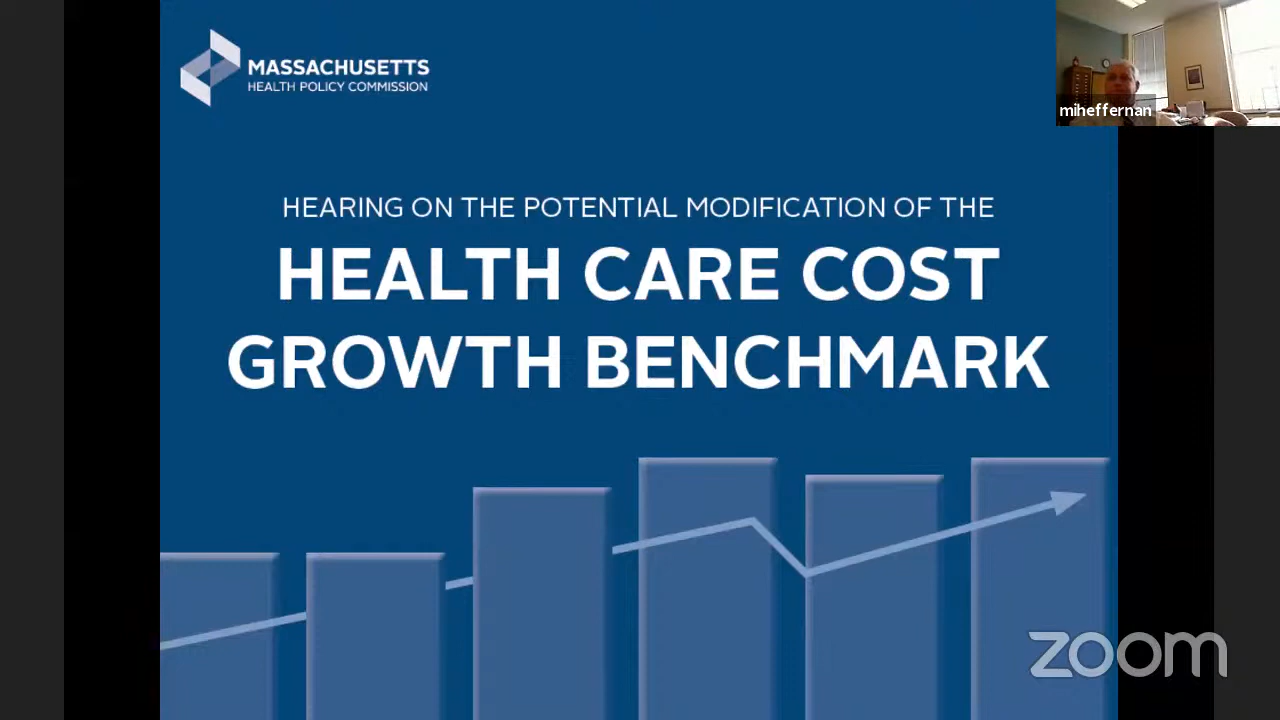 MASSACHUSETTS
HEALTH POLICY COMMISSION
miheffernan
HEARING ON THE POTENTIAL MODIFICATION OF THE
HEALTH CARE COST
GROWTH BENCHMARK
zoom